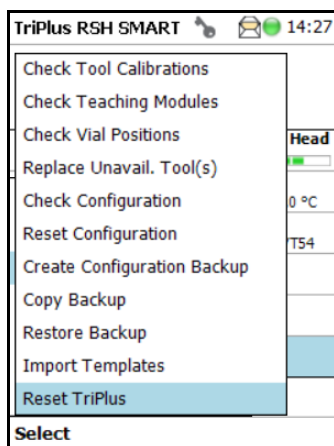 TriPlus RSH SMART 14:27
Check Tool Calibrations
Check Teaching Modules
Check Vial Positions
Head
Replace Unavail. Tool(s)
Check Configuration
0 °C
Reset Configuration
/T54
Create Configuration Backup
Copy Backup
Restore Backup
Import Templates
Reset TriPlus
Select